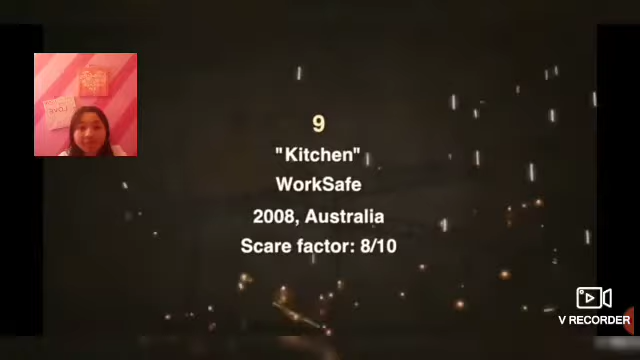 9
"Kitchen"
WorkSafe
2008, Australia
Scare factor: 8/10
V RECORDER